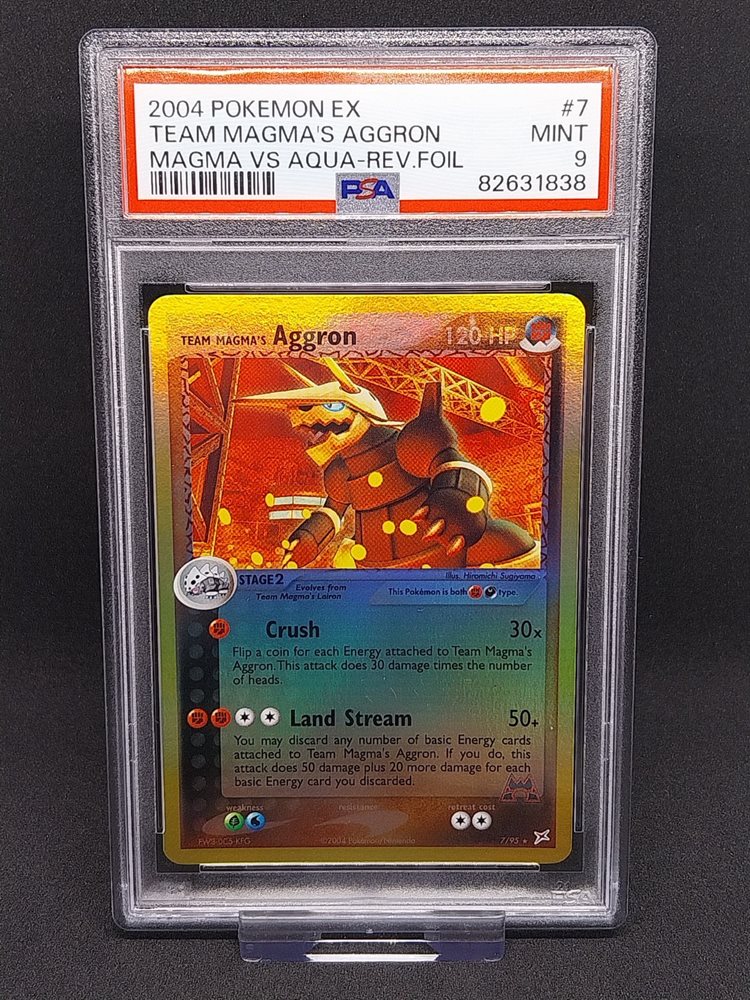 2004 POKEMON EX #7
TEAM MAGMA'S AGGRON MINT
MAGMA VS AQUA-REV.FOIL 9
PSA 82631838
TEAM MAGMA'S Aggron 120 HP
Illus. Hiromichi Sugiyama
STAGE2
Evolves from
Team Magma's Lairon
This Pokémon is both type.
Crush 30x
Flip a coin for each Energy attached to Team Magma's
Aggron. This attack does 30 damage times the number
of heads.
Land Stream 50+
You may discard any number of basic Energy cards
attached to Team Magma's Aggron. If you do, this
attack does 50 damage plus 20 more damage for each
basic Energy card you discarded.
weakness resistance retreat cost
©2004 Pokémon/Nintendo 7/95
PSA